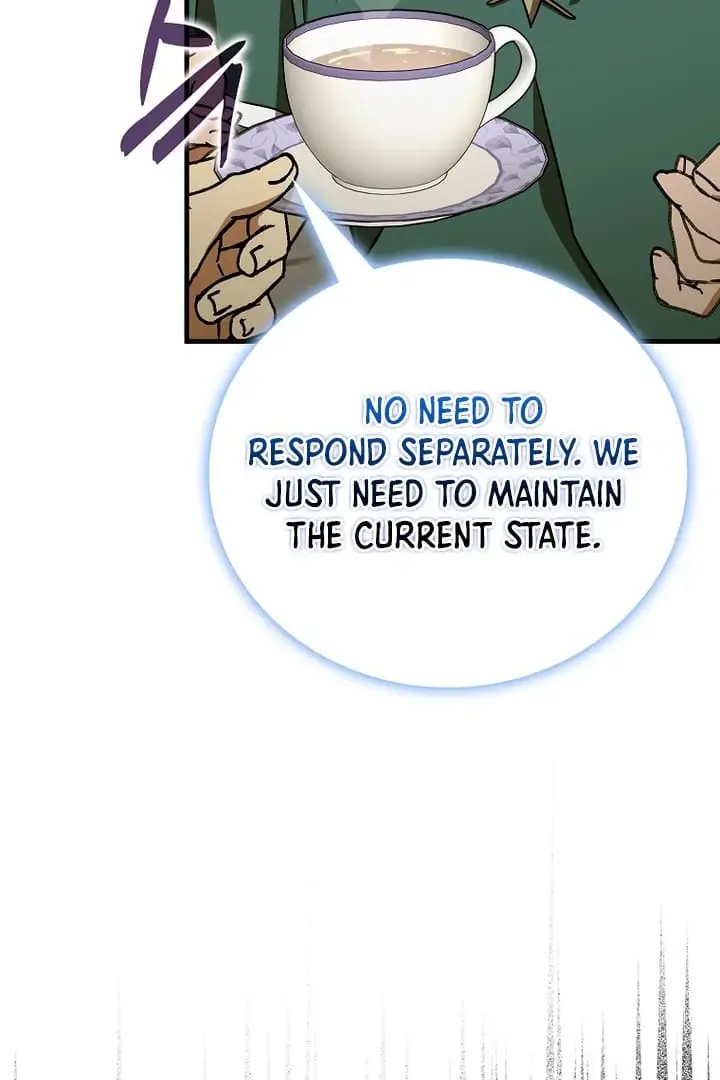 NO NEED TO
RESPOND SEPARATELY. WE
JUST NEED TO MAINTAIN
THE CURRENT STATE.